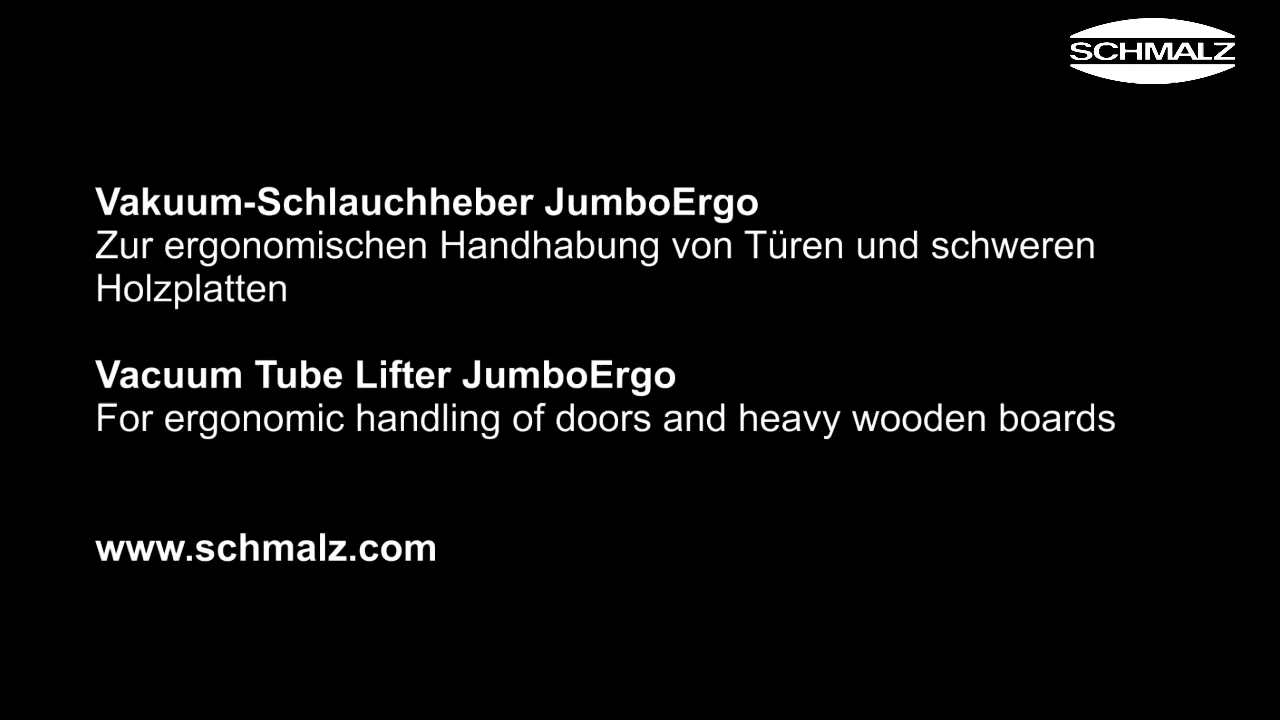 SCHMALZ
Vakuum-Schlauchheber JumboErgo
Zur ergonomischen Handhabung von Türen und schweren
Holzplatten
Vacuum Tube Lifter JumboErgo
For ergonomic handling of doors and heavy wooden boards
www.schmalz.com